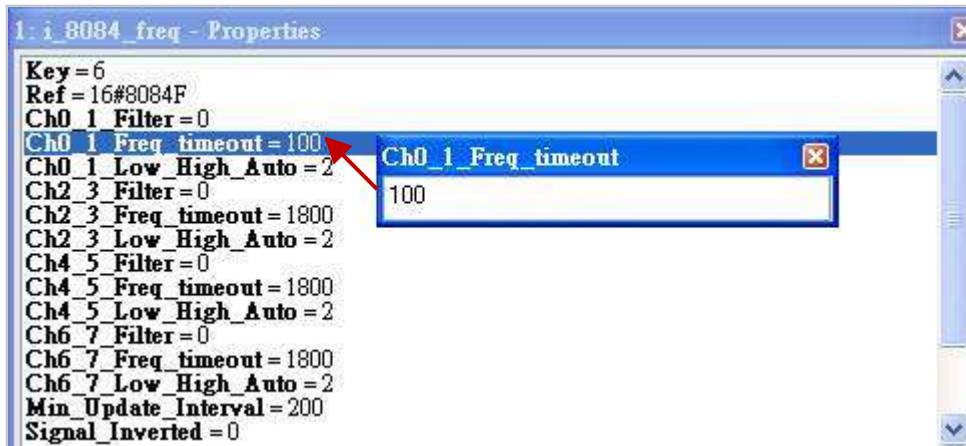 1: i_8084_freq - Properties
Key = 6
Ref = 16#8084F
Ch0_1_Filter = 0
Ch0_1_Freq_timeout = 100
Ch0_1_Low_High_Auto = 2
Ch0_1_Freq_timeout
100
Ch2_3_Filter = 0
Ch2_3_Freq_timeout = 1800
Ch2_3_Low_High_Auto = 2
Ch4_5_Filter = 0
Ch4_5_Freq_timeout = 1800
Ch4_5_Low_High_Auto = 2
Ch6_7_Filter = 0
Ch6_7_Freq_timeout = 1800
Ch6_7_Low_High_Auto = 2
Min_Update_Interval = 200
Signal_Inverted = 0